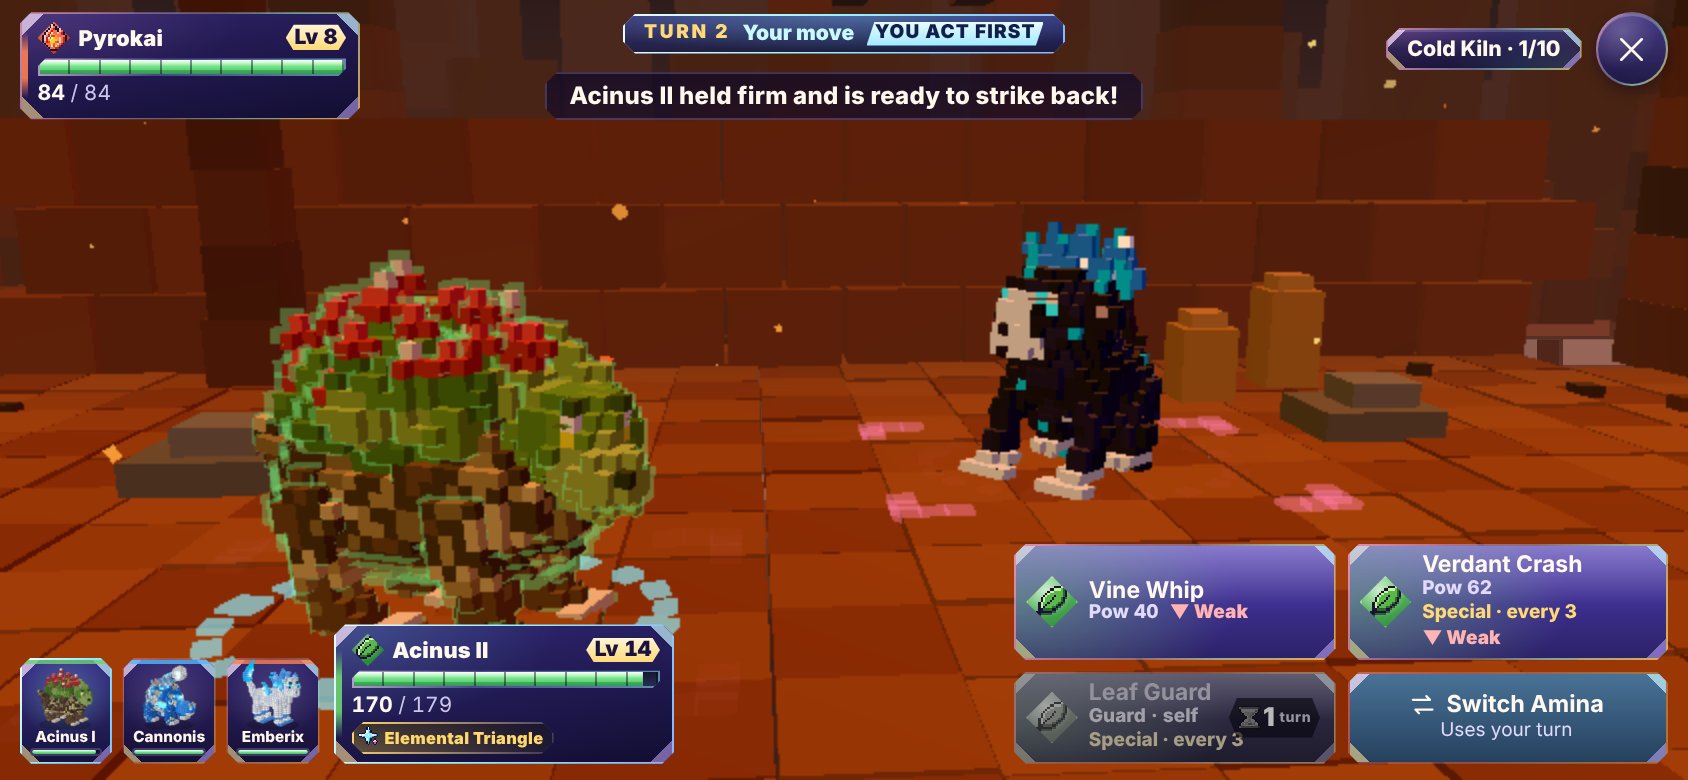 Pyrokai
Lv 8
84 / 84
TURN 2 Your move YOU ACT FIRST
Acinus II held firm and is ready to strike back!
Cold Kiln · 1/10
Acinus I
Cannonis
Emberix
Acinus II
Lv 14
170 / 179
Elemental Triangle
Vine Whip
Pow 40 ▼ Weak
Verdant Crash
Pow 62
Special · every 3
▼ Weak
Leaf Guard
Guard · self
Special · every 3
1 turn
Switch Amina
Uses your turn